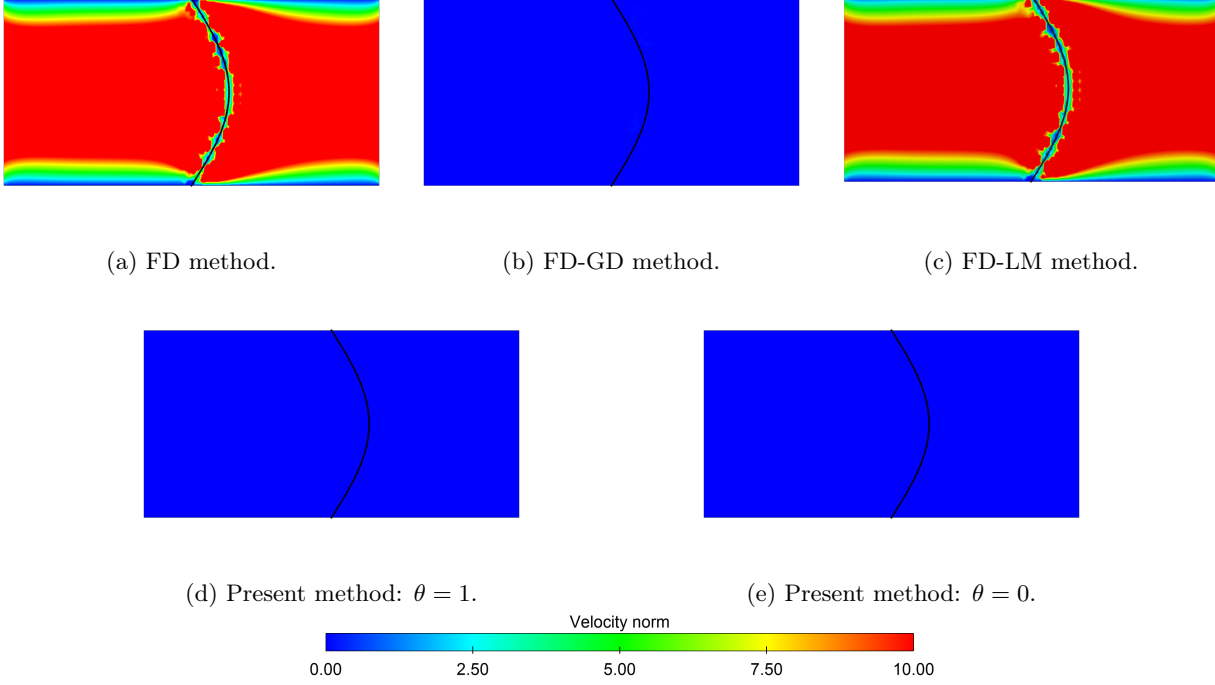 (a) FD method.
(b) FD-GD method.
(c) FD-LM method.
(d) Present method: θ = 1.
(e) Present method: θ = 0.
Velocity norm
0.00 2.50 5.00 7.50 10.00